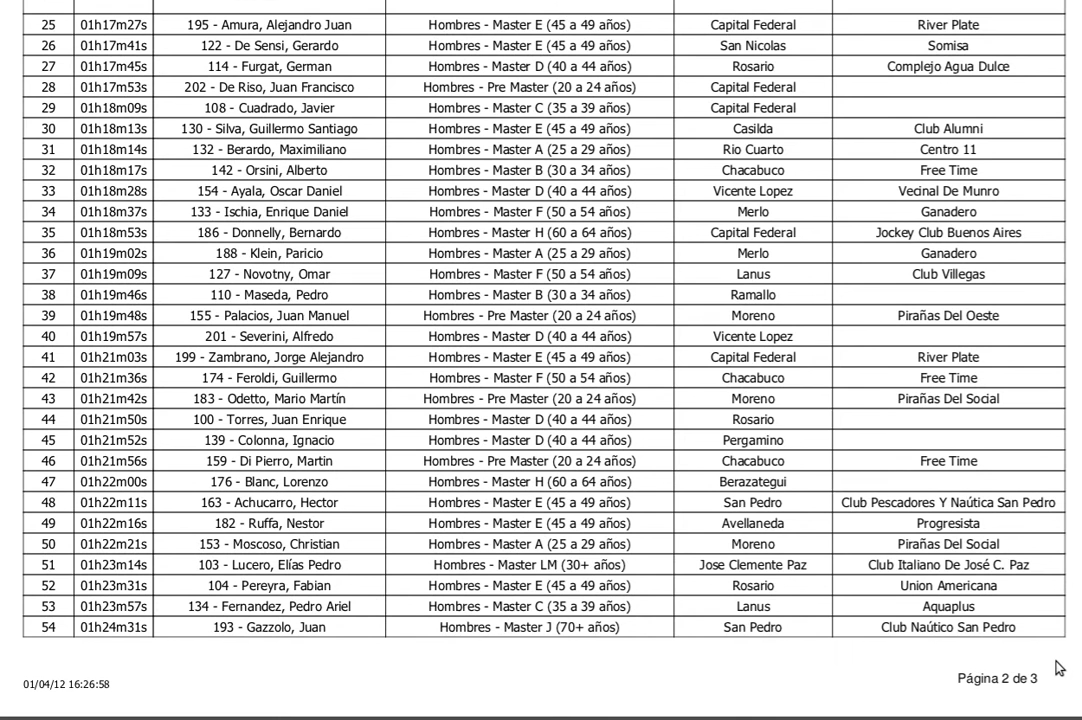 25 01h17m27s 195 - Amura, Alejandro Juan Hombres - Master E (45 a 49 años) Capital Federal River Plate
26 01h17m41s 122 - De Sensi, Gerardo Hombres - Master E (45 a 49 años) San Nicolas Somisa
27 01h17m45s 114 - Furgat, German Hombres - Master D (40 a 44 años) Rosario Complejo Agua Dulce
28 01h17m53s 202 - De Riso, Juan Francisco Hombres - Pre Master (20 a 24 años) Capital Federal
29 01h18m09s 108 - Cuadrado, Javier Hombres - Master C (35 a 39 años) Capital Federal
30 01h18m13s 130 - Silva, Guillermo Santiago Hombres - Master E (45 a 49 años) Casilda Club Alumni
31 01h18m14s 132 - Berardo, Maximiliano Hombres - Master A (25 a 29 años) Rio Cuarto Centro 11
32 01h18m17s 142 - Orsini, Alberto Hombres - Master B (30 a 34 años) Chacabuco Free Time
33 01h18m28s 154 - Ayala, Oscar Daniel Hombres - Master D (40 a 44 años) Vicente Lopez Vecinal De Munro
34 01h18m37s 133 - Ischia, Enrique Daniel Hombres - Master F (50 a 54 años) Merlo Ganadero
35 01h18m53s 186 - Donnelly, Bernardo Hombres - Master H (60 a 64 años) Capital Federal Jockey Club Buenos Aires
36 01h19m02s 188 - Klein, Paricio Hombres - Master A (25 a 29 años) Merlo Ganadero
37 01h19m09s 127 - Novotny, Omar Hombres - Master F (50 a 54 años) Lanus Club Villegas
38 01h19m46s 110 - Maseda, Pedro Hombres - Master B (30 a 34 años) Ramallo
39 01h19m48s 155 - Palacios, Juan Manuel Hombres - Pre Master (20 a 24 años) Moreno Pirañas Del Oeste
40 01h19m57s 201 - Severini, Alfredo Hombres - Master D (40 a 44 años) Vicente Lopez
41 01h21m03s 199 - Zambrano, Jorge Alejandro Hombres - Master E (45 a 49 años) Capital Federal River Plate
42 01h21m36s 174 - Feroldi, Guillermo Hombres - Master F (50 a 54 años) Chacabuco Free Time
43 01h21m42s 183 - Odetto, Mario Martín Hombres - Pre Master (20 a 24 años) Moreno Pirañas Del Social
44 01h21m50s 100 - Torres, Juan Enrique Hombres - Master D (40 a 44 años) Rosario
45 01h21m52s 139 - Colonna, Ignacio Hombres - Master D (40 a 44 años) Pergamino
46 01h21m56s 159 - Di Pierro, Martin Hombres - Pre Master (20 a 24 años) Chacabuco Free Time
47 01h22m00s 176 - Blanc, Lorenzo Hombres - Master H (60 a 64 años) Berazategui
48 01h22m11s 163 - Achucarro, Hector Hombres - Master E (45 a 49 años) San Pedro Club Pescadores Y Naútica San Pedro
49 01h22m16s 182 - Ruffa, Nestor Hombres - Master E (45 a 49 años) Avellaneda Progresista
50 01h22m21s 153 - Moscoso, Christian Hombres - Master A (25 a 29 años) Moreno Pirañas Del Social
51 01h23m14s 103 - Lucero, Elías Pedro Hombres - Master LM (30+ años) Jose Clemente Paz Club Italiano De José C. Paz
52 01h23m31s 104 - Pereyra, Fabian Hombres - Master E (45 a 49 años) Rosario Union Americana
53 01h23m57s 134 - Fernandez, Pedro Ariel Hombres - Master C (35 a 39 años) Lanus Aquaplus
54 01h24m31s 193 - Gazzolo, Juan Hombres - Master J (70+ años) San Pedro Club Naútico San Pedro
Página 2 de 3
01/04/12 16:26:58